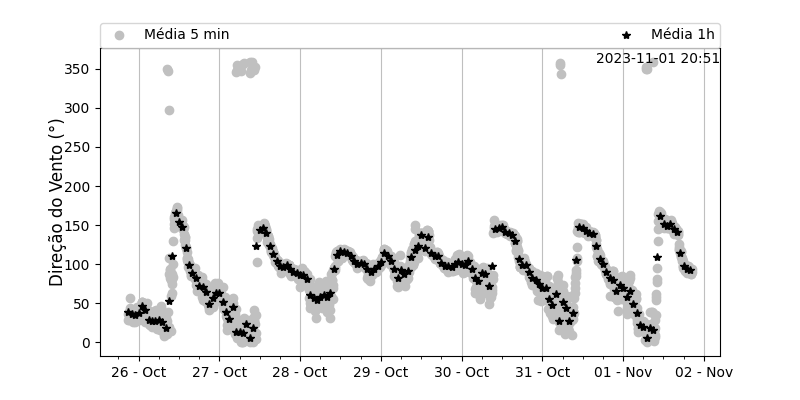 Média 5 min
Média 1h
2023-11-01 20:51
Direção do Vento (°)
350
300
250
200
150
100
50
0
26 - Oct
27 - Oct
28 - Oct
29 - Oct
30 - Oct
31 - Oct
01 - Nov
02 - Nov